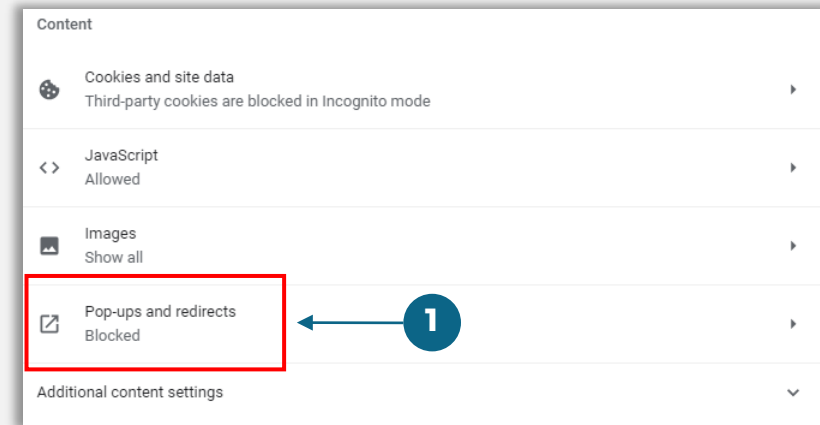 Content
Cookies and site data
Third-party cookies are blocked in Incognito mode
JavaScript
Allowed
Images
Show all
Pop-ups and redirects
Blocked
1
Additional content settings